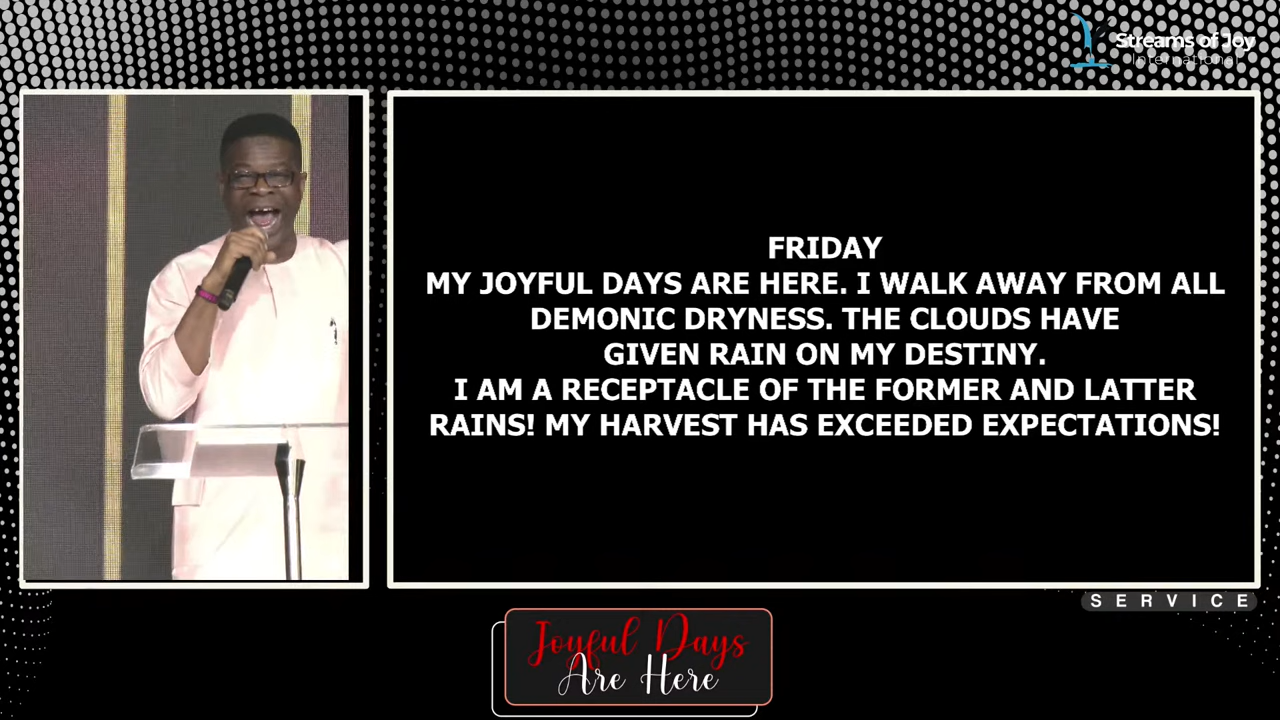 Streams of Joy
International
FRIDAY
MY JOYFUL DAYS ARE HERE. I WALK AWAY FROM ALL
DEMONIC DRYNESS. THE CLOUDS HAVE
GIVEN RAIN ON MY DESTINY.
I AM A RECEPTACLE OF THE FORMER AND LATTER
RAINS! MY HARVEST HAS EXCEEDED EXPECTATIONS!
SERVICE
Joyful Days
Are Here